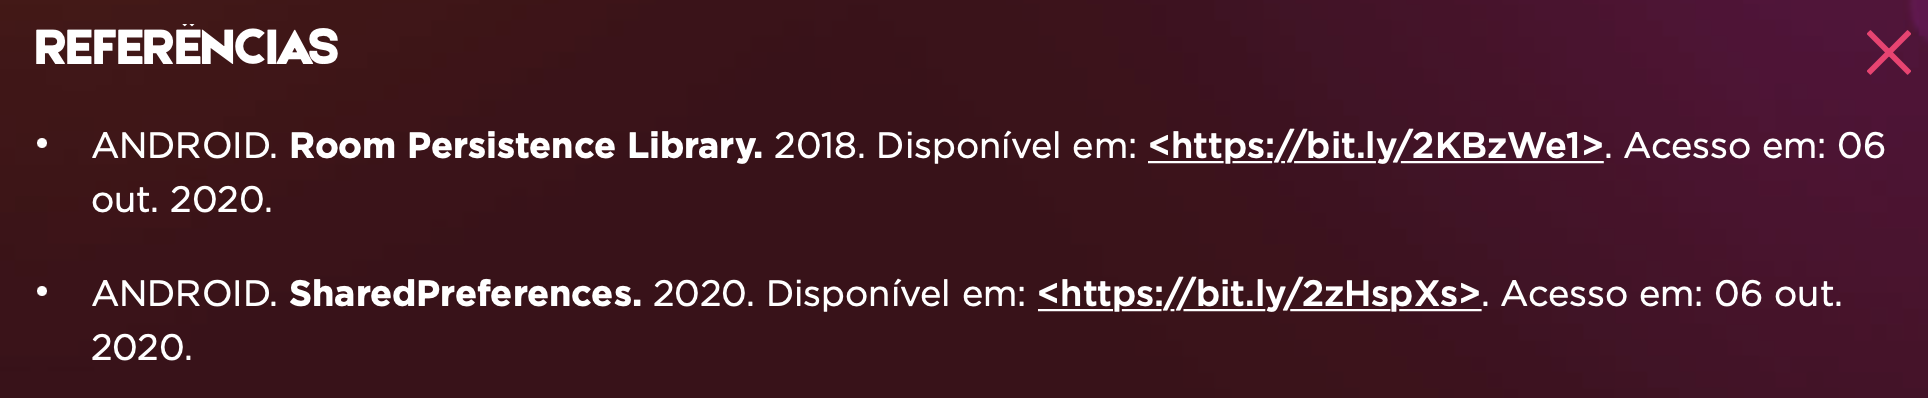 REFERÊNCIAS
• ANDROID. Room Persistence Library. 2018. Disponível em: <https://bit.ly/2KBzWe1>. Acesso em: 06
out. 2020.
• ANDROID. SharedPreferences. 2020. Disponível em: <https://bit.ly/2zHspXs>. Acesso em: 06 out.
2020.